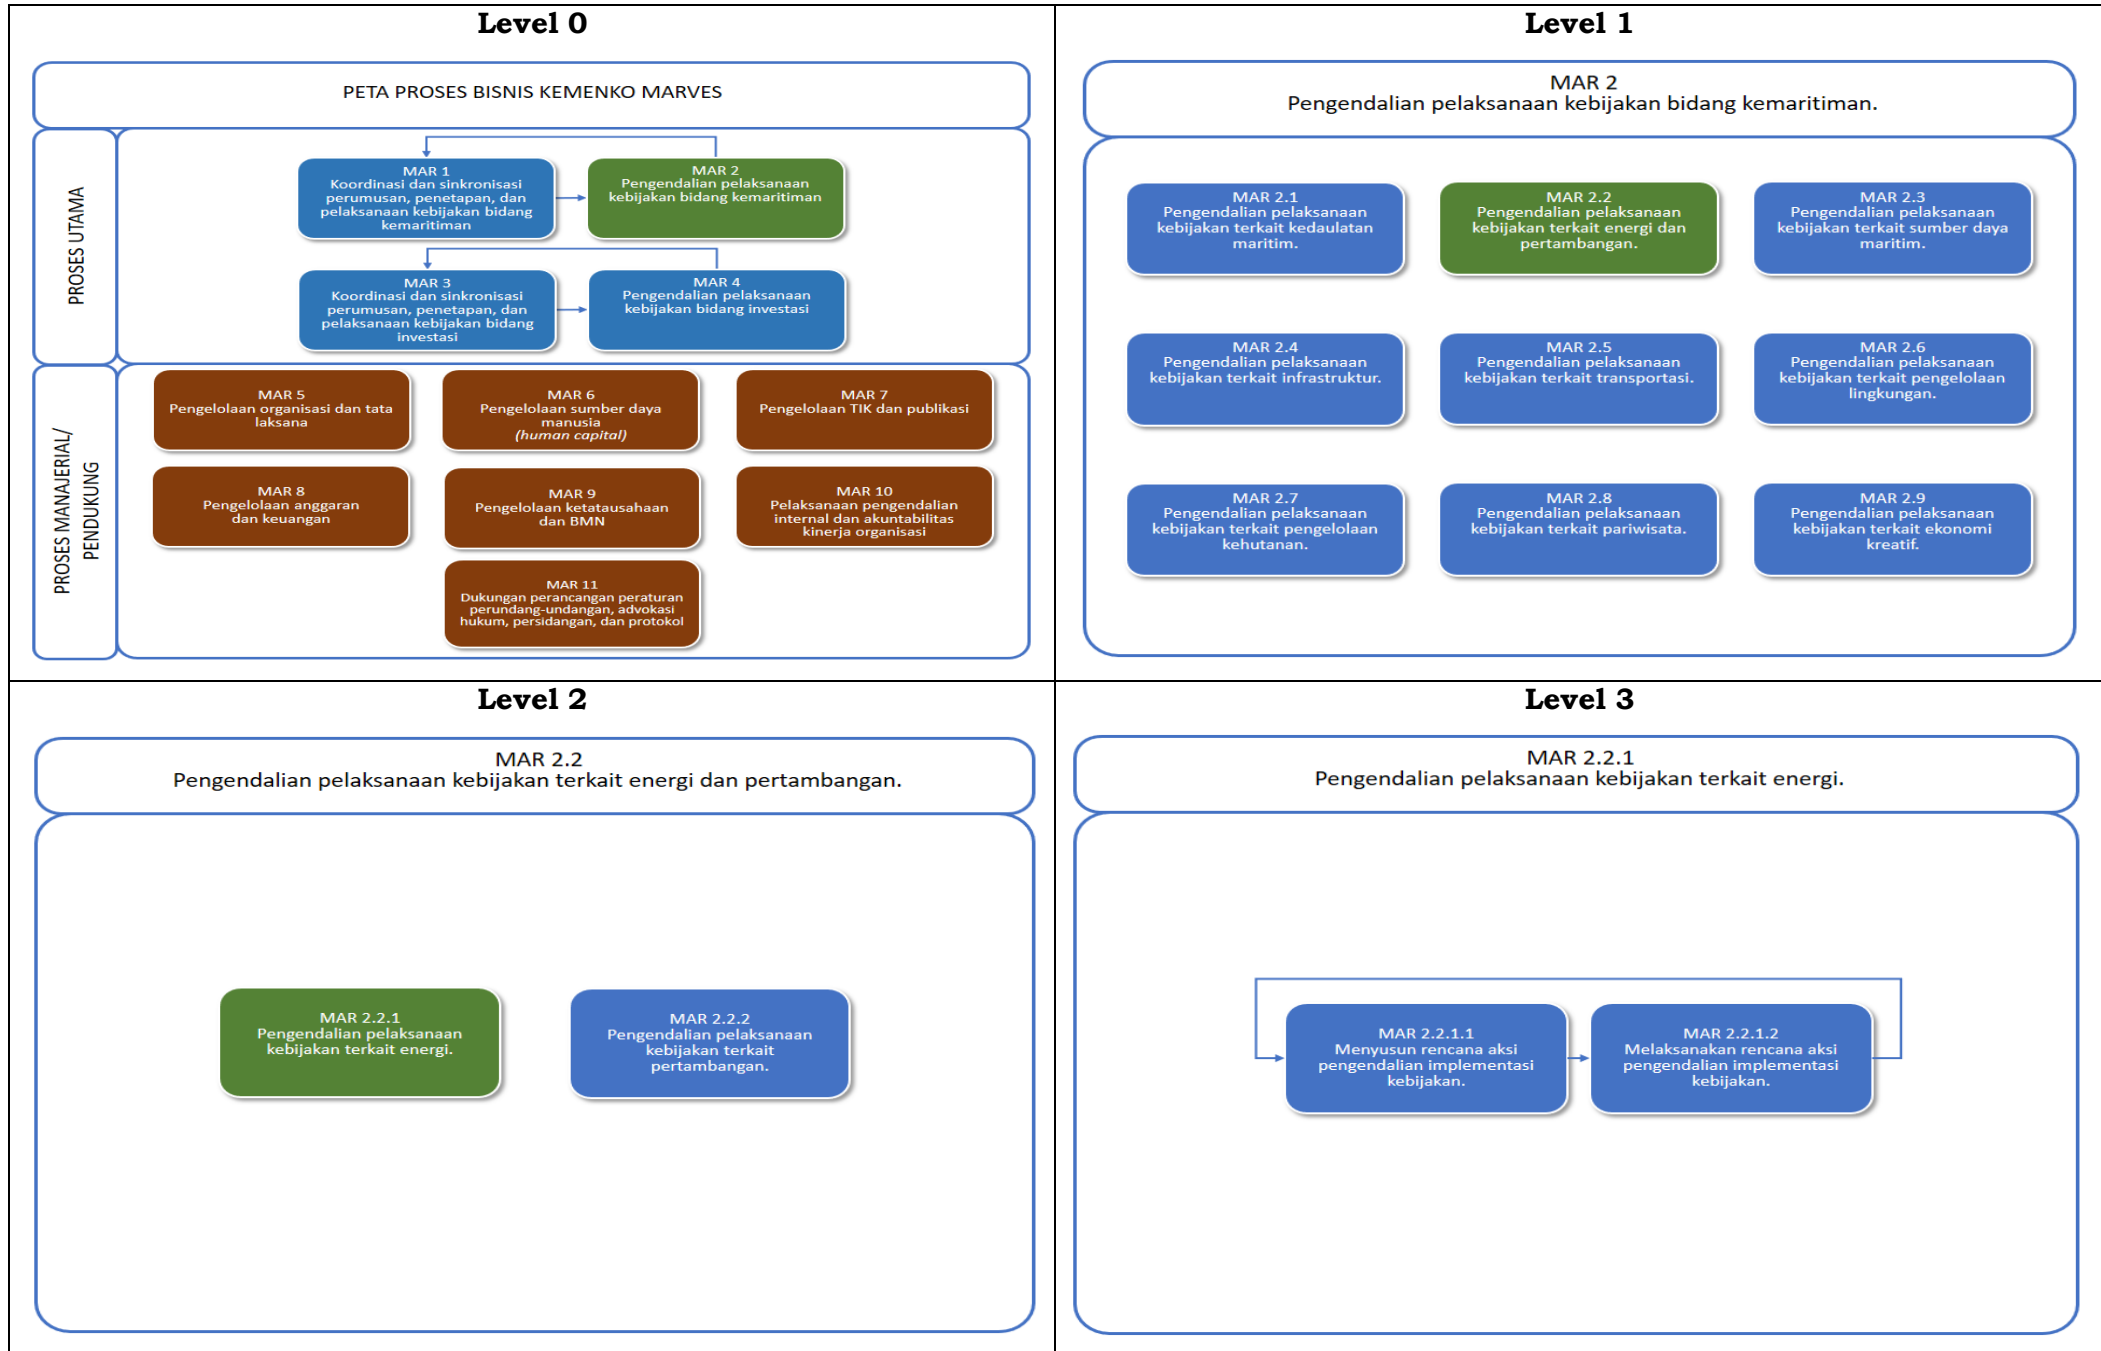 Level 0
PETA PROSES BISNIS KEMENKO MARVES
PROSES UTAMA
MAR 1
Koordinasi dan sinkronisasi
perumusan, penetapan, dan
pelaksanaan kebijakan bidang
kemaritiman
MAR 2
Pengendalian pelaksanaan
kebijakan bidang kemaritiman
MAR 3
Koordinasi dan sinkronisasi
perumusan, penetapan, dan
pelaksanaan kebijakan bidang
investasi
MAR 4
Pengendalian pelaksanaan
kebijakan bidang investasi
PROSES MANAJERIAL/
PENDUKUNG
MAR 5
Pengelolaan organisasi dan tata
laksana
MAR 6
Pengelolaan sumber daya
manusia
(human capital)
MAR 7
Pengelolaan TIK dan publikasi
MAR 8
Pengelolaan anggaran
dan keuangan
MAR 9
Pengelolaan ketatausahaan
dan BMN
MAR 10
Pelaksanaan pengendalian
internal dan akuntabilitas
kinerja organisasi
MAR 11
Dukungan perancangan peraturan
perundang-undangan, advokasi
hukum, persidangan, dan protokol
Level 1
MAR 2
Pengendalian pelaksanaan kebijakan bidang kemaritiman.
MAR 2.1
Pengendalian pelaksanaan
kebijakan terkait kedaulatan
maritim.
MAR 2.2
Pengendalian pelaksanaan
kebijakan terkait energi dan
pertambangan.
MAR 2.3
Pengendalian pelaksanaan
kebijakan terkait sumber daya
maritim.
MAR 2.4
Pengendalian pelaksanaan
kebijakan terkait infrastruktur.
MAR 2.5
Pengendalian pelaksanaan
kebijakan terkait transportasi.
MAR 2.6
Pengendalian pelaksanaan
kebijakan terkait pengelolaan
lingkungan.
MAR 2.7
Pengendalian pelaksanaan
kebijakan terkait pengelolaan
kehutanan.
MAR 2.8
Pengendalian pelaksanaan
kebijakan terkait pariwisata.
MAR 2.9
Pengendalian pelaksanaan
kebijakan terkait ekonomi
kreatif.
Level 2
MAR 2.2
Pengendalian pelaksanaan kebijakan terkait energi dan pertambangan.
MAR 2.2.1
Pengendalian pelaksanaan
kebijakan terkait energi.
MAR 2.2.2
Pengendalian pelaksanaan
kebijakan terkait
pertambangan.
Level 3
MAR 2.2.1
Pengendalian pelaksanaan kebijakan terkait energi.
MAR 2.2.1.1
Menyusun rencana aksi
pengendalian implementasi
kebijakan.
MAR 2.2.1.2
Melaksanakan rencana aksi
pengendalian implementasi
kebijakan.